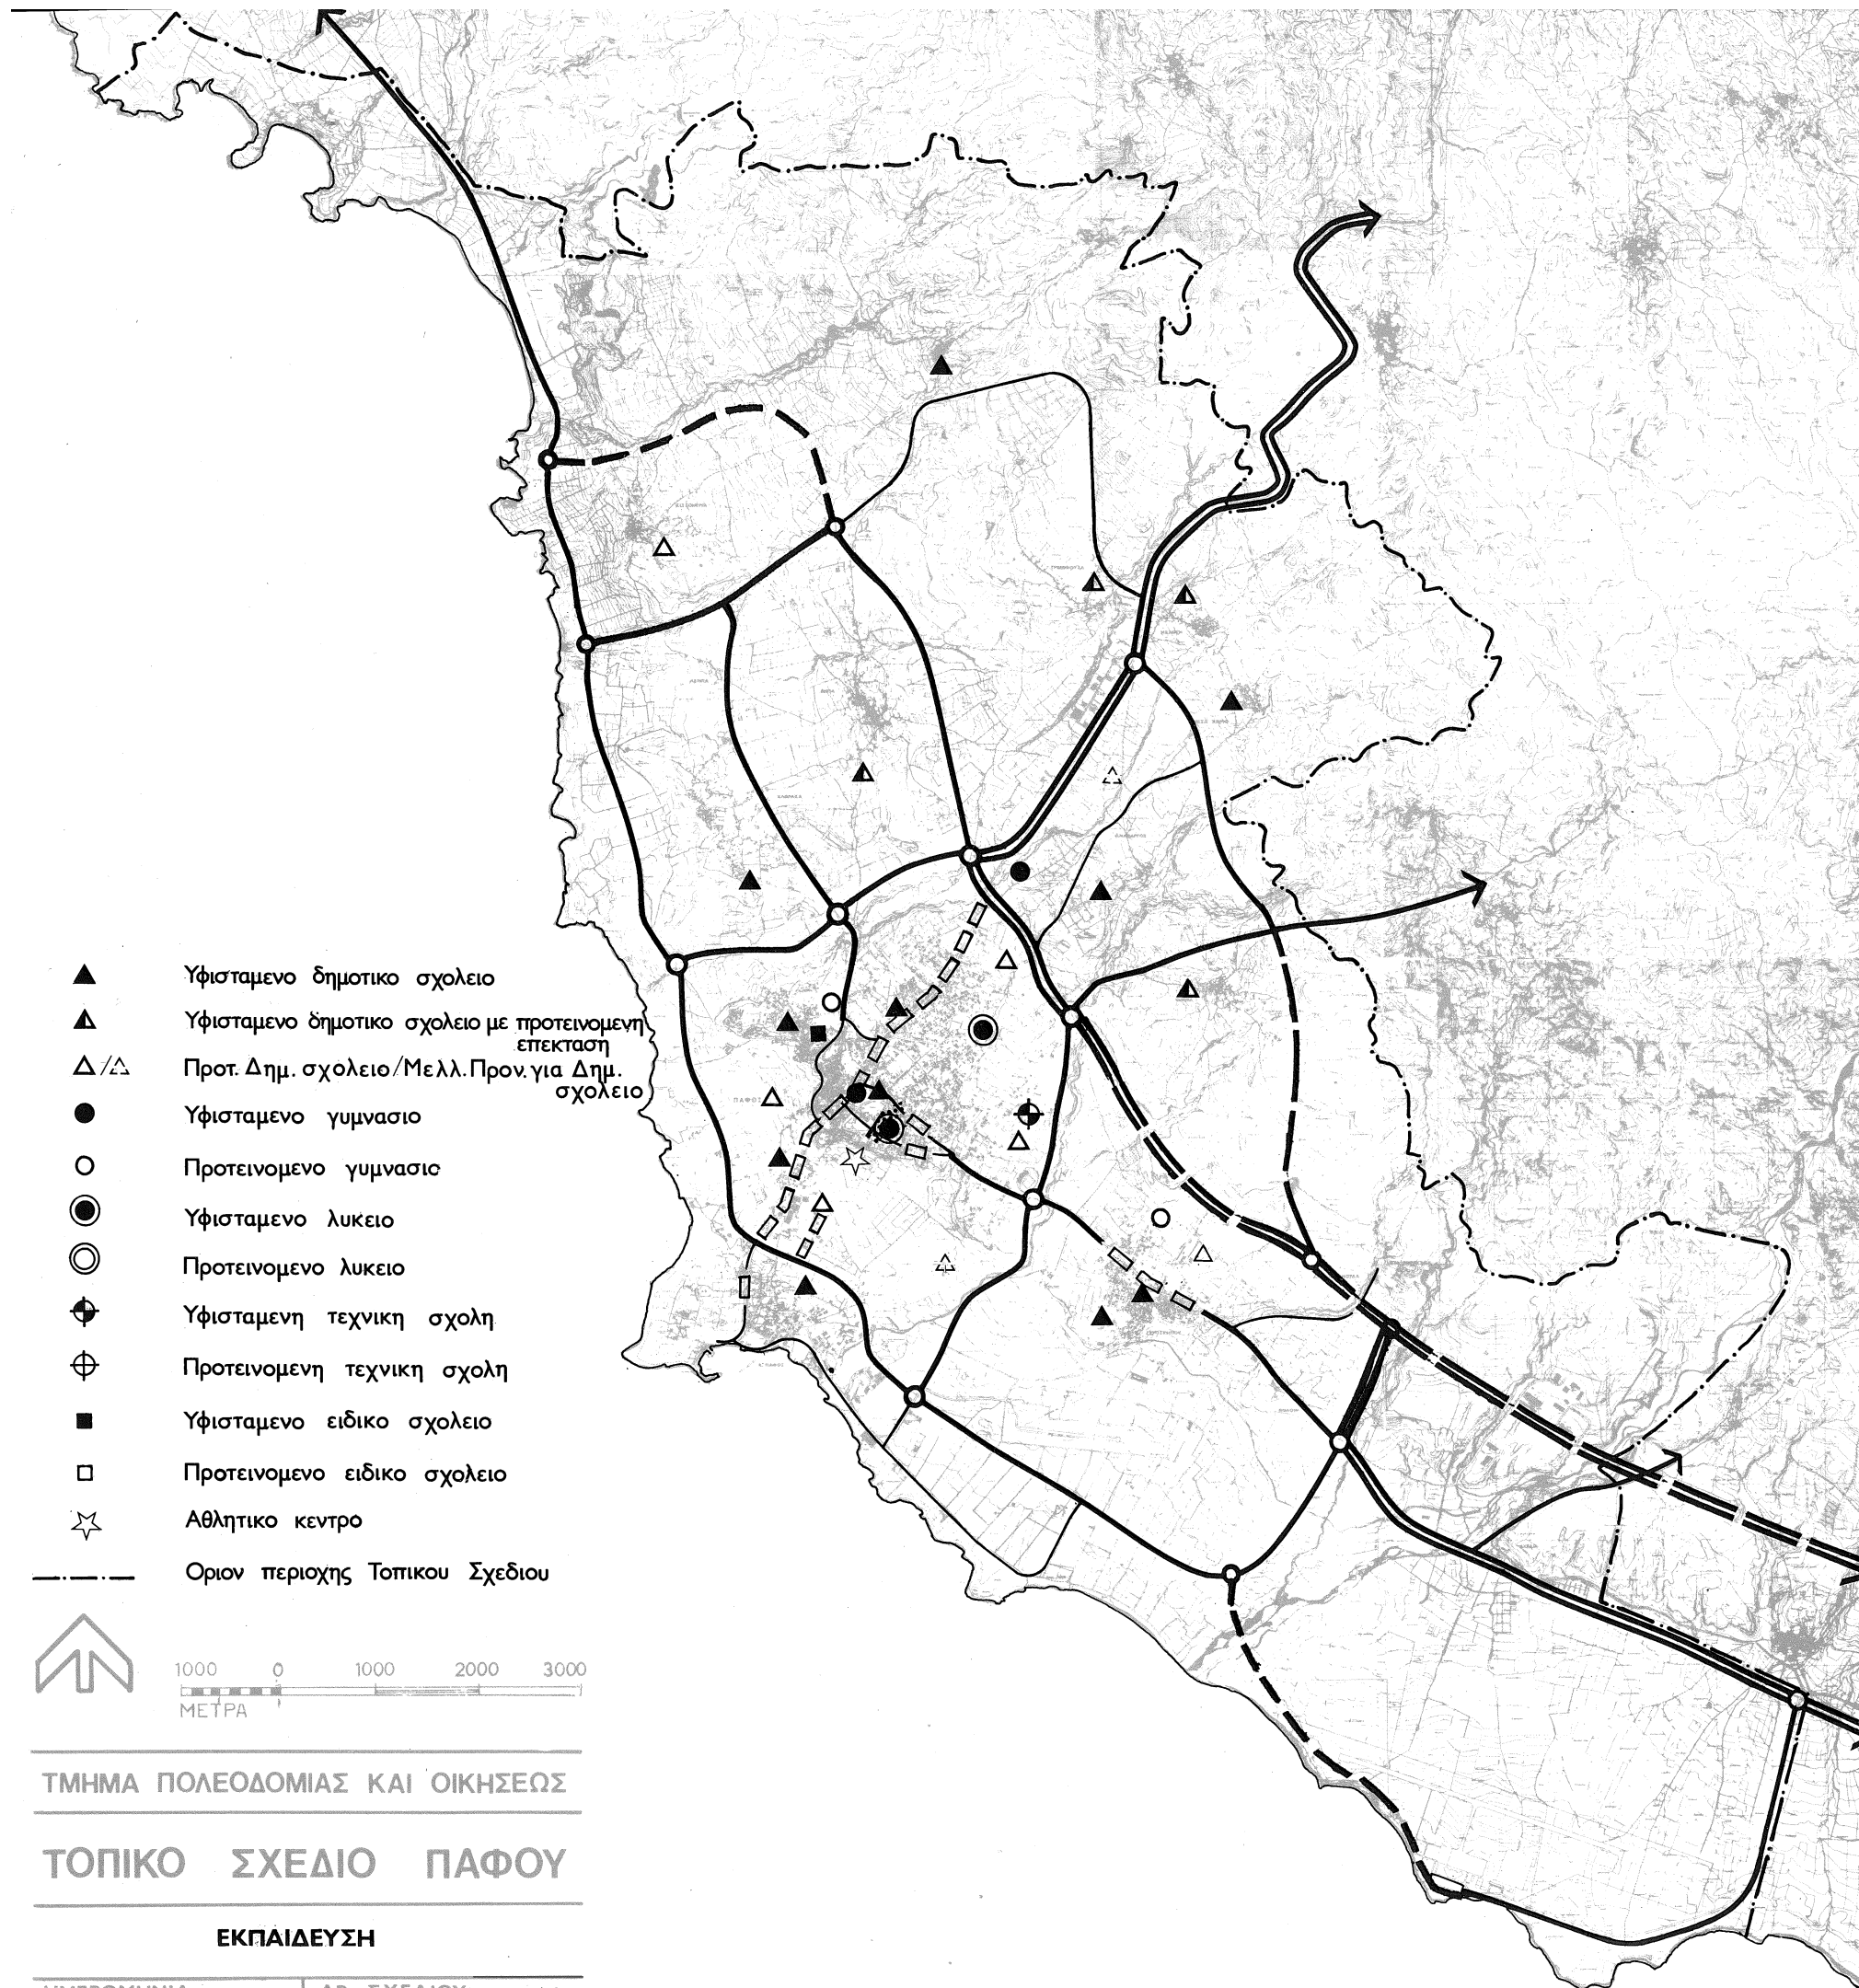 Υφισταμενο δημοτικο σχολειο
Υφισταμενο δημοτικο σχολειο με προτεινομενη
επεκταση
Προτ. Δημ. σχολειο/Μελλ. Προν. για Δημ.
σχολειο
Υφισταμενο γυμνασιο
Προτεινομενο γυμνασιο
Υφισταμενο λυκειο
Προτεινομενο λυκειο
Υφισταμενη τεχνικη σχολη
Προτεινομενη τεχνικη σχολη
Υφισταμενο ειδικο σχολειο
Προτεινομενο ειδικο σχολειο
Αθλητικο κεντρο
Οριον περιοχης Τοπικου Σχεδιου
1000 0 1000 2000 3000
ΜΕΤΡΑ
ΤΜΗΜΑ ΠΟΛΕΟΔΟΜΙΑΣ ΚΑΙ ΟΙΚΗΣΕΩΣ
ΤΟΠΙΚΟ ΣΧΕΔΙΟ ΠΑΦΟΥ
ΕΚΠΑΙΔΕΥΣΗ